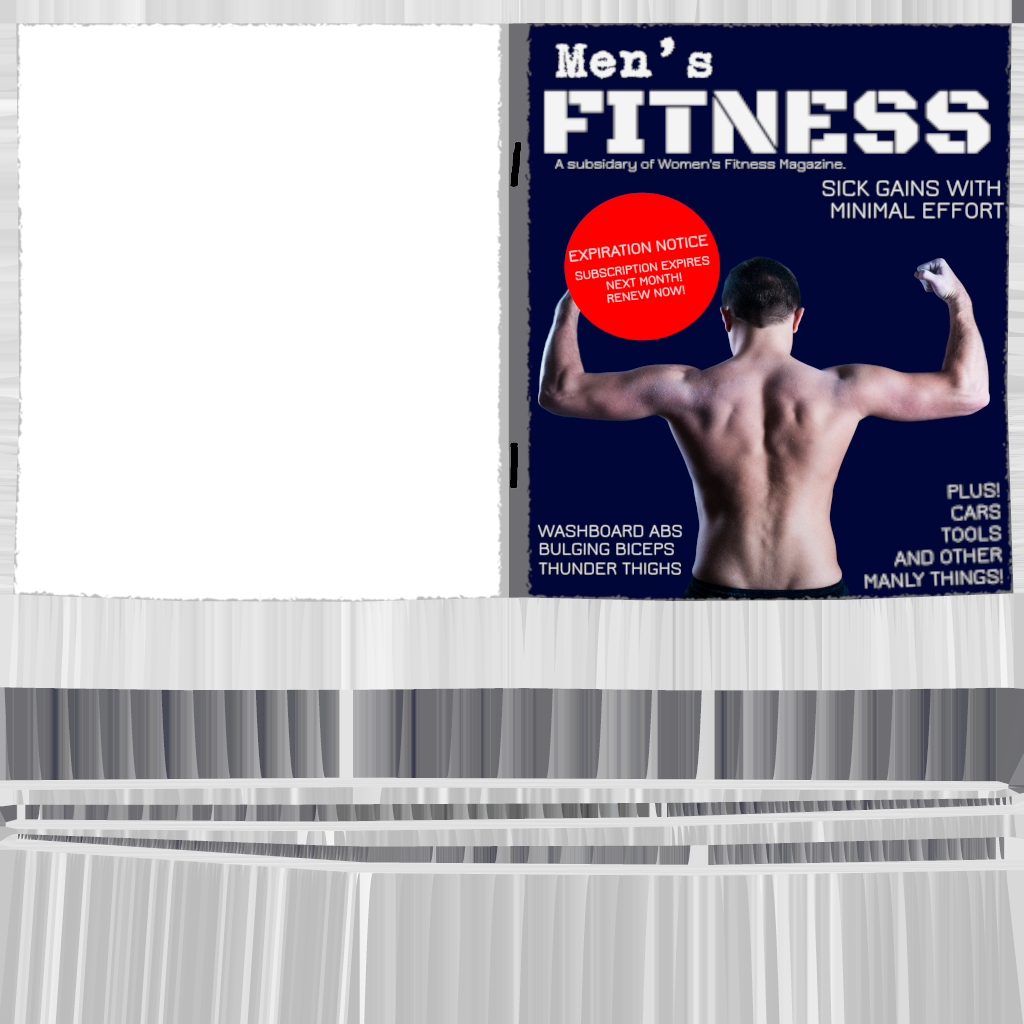 Men's
FITNESS
A subsidary of Women's Fitness Magazine.
SICK GAINS WITH
MINIMAL EFFORT
EXPIRATION NOTICE
SUBSCRIPTION EXPIRES
NEXT MONTH!
RENEW NOW!
WASHBOARD ABS
BULGING BICEPS
THUNDER THIGHS
PLUS!
CARS
TOOLS
AND OTHER
MANLY THINGS!